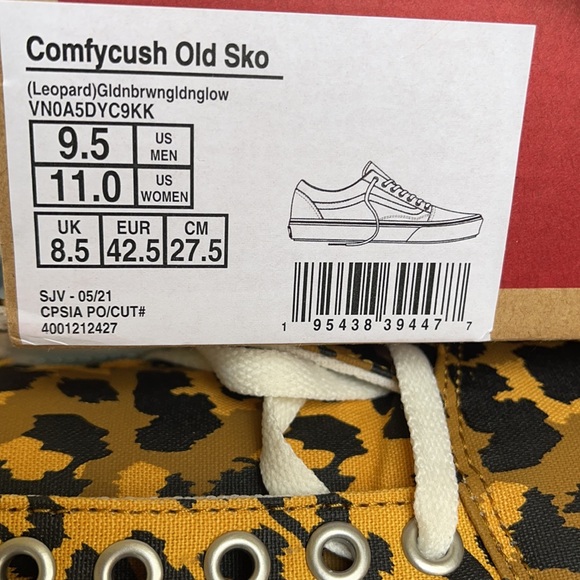 Comfycush Old Sko
(Leopard)Gldnbrwngldnglow
VN0A5DYC9KK
9.5 US MEN
11.0 US WOMEN
UK EUR CM
8.5 42.5 27.5
SJV - 05/21
CPSIA PO/CUT#
4001212427
1 95438 39447 7